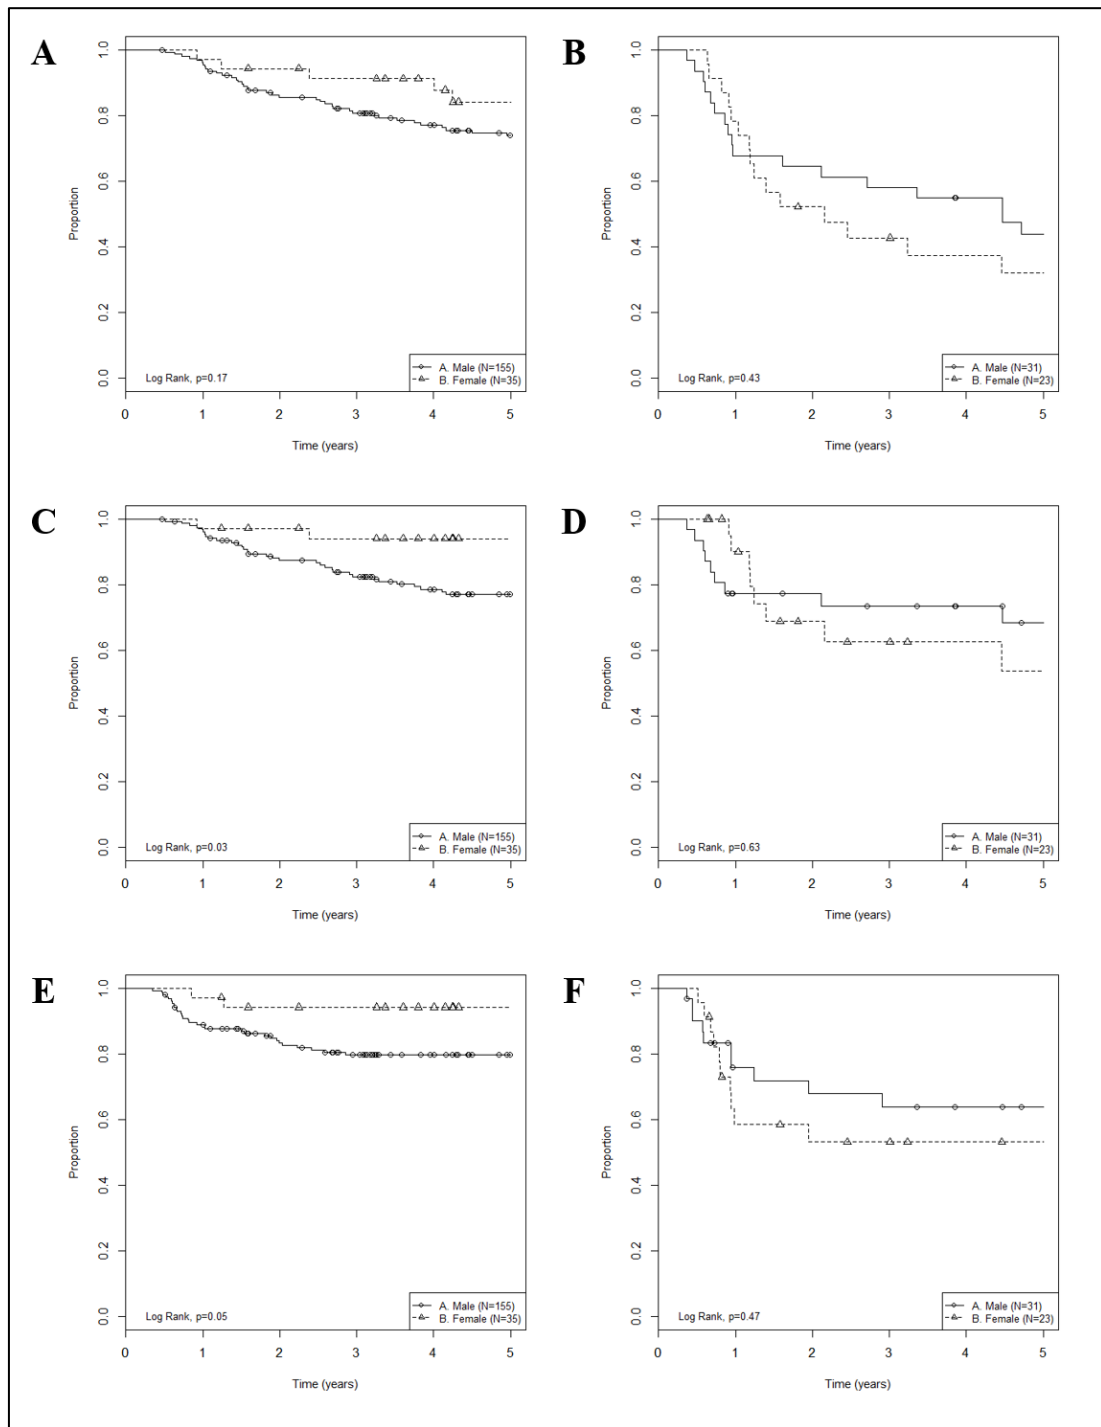 A
Proportion
1.0
0.8
0.6
0.4
0.2
0.0
Log Rank, p=0.17
A. Male (N=155)
B. Female (N=35)
0 1 2 3 4 5
Time (years)
B
Proportion
1.0
0.8
0.6
0.4
0.2
0.0
Log Rank, p=0.43
A. Male (N=31)
B. Female (N=23)
0 1 2 3 4 5
Time (years)
C
Proportion
1.0
0.8
0.6
0.4
0.2
0.0
Log Rank, p=0.03
A. Male (N=155)
B. Female (N=35)
0 1 2 3 4 5
Time (years)
D
Proportion
1.0
0.8
0.6
0.4
0.2
0.0
Log Rank, p=0.63
A. Male (N=31)
B. Female (N=23)
0 1 2 3 4 5
Time (years)
E
Proportion
1.0
0.8
0.6
0.4
0.2
0.0
Log Rank, p=0.05
A. Male (N=155)
B. Female (N=35)
0 1 2 3 4 5
Time (years)
F
Proportion
1.0
0.8
0.6
0.4
0.2
0.0
Log Rank, p=0.47
A. Male (N=31)
B. Female (N=23)
0 1 2 3 4 5
Time (years)